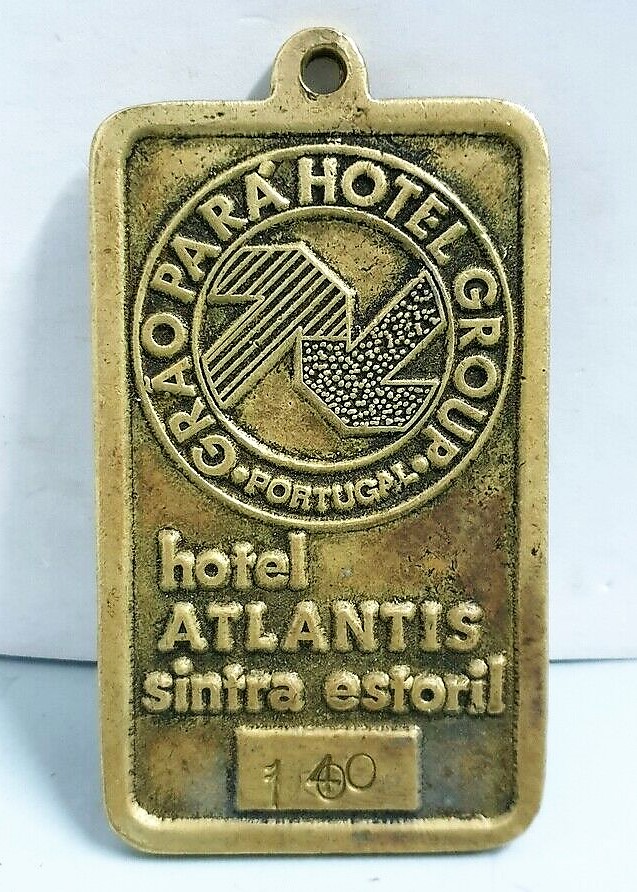 GRÃO PARÁ HOTEL GROUP
• PORTUGAL •
hotel
ATLANTIS
sintra estoril
140